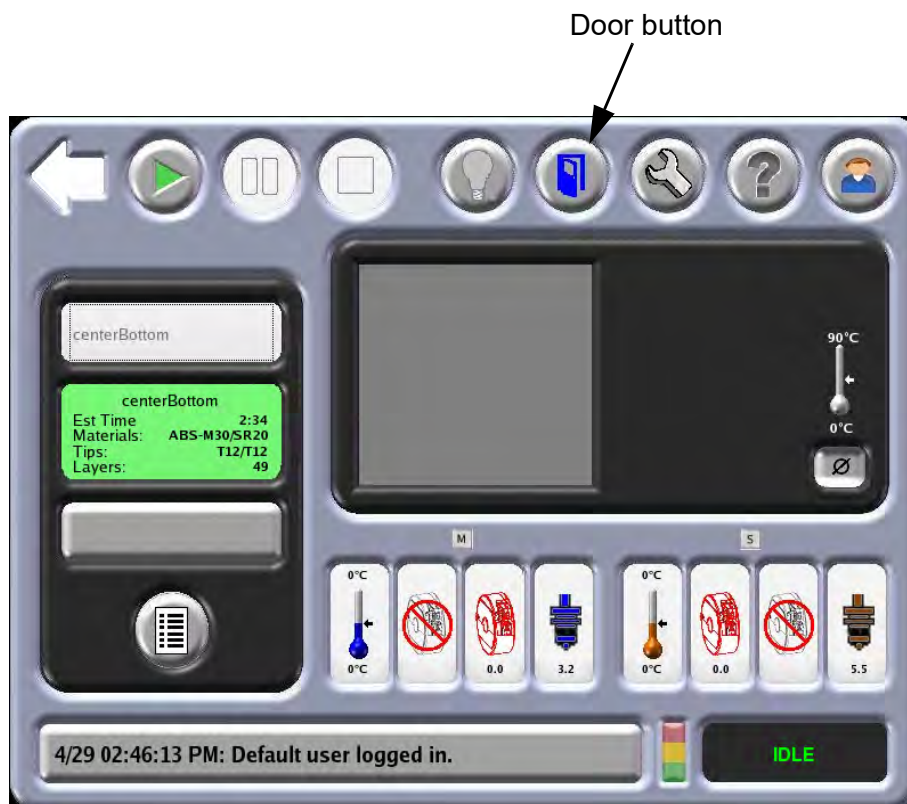 Door button
centerBottom
centerBottom
Est Time 2:34
Materials: ABS-M30/SR20
Tips: T12/T12
Layers: 49
90°C
0°C
M
S
0°C
0°C
0.0
3.2
0°C
0°C
0.0
5.5
4/29 02:46:13 PM: Default user logged in.
IDLE